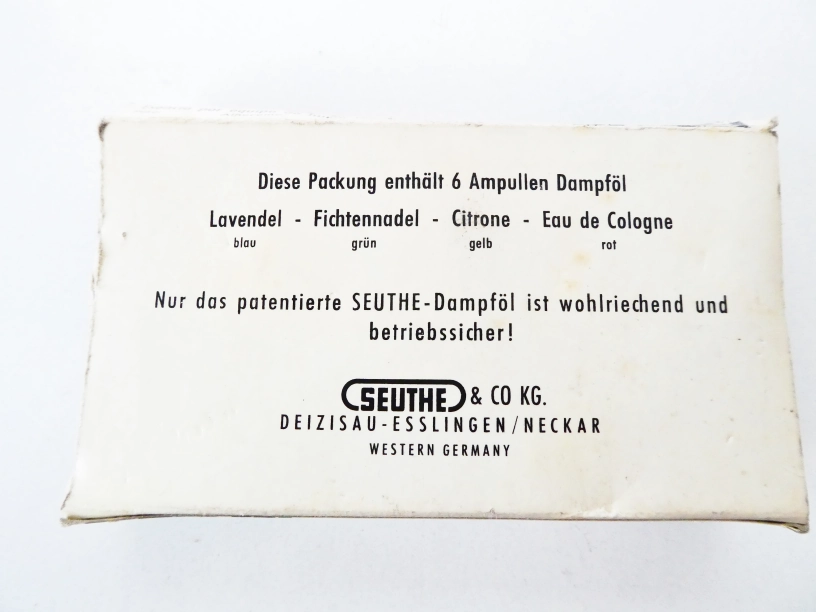 Diese Packung enthält 6 Ampullen Dampföl
Lavendel - Fichtennadel - Citrone - Eau de Cologne
blau grün gelb rot
Nur das patentierte SEUTHE-Dampföl ist wohlriechend und
betriebssicher!
SEUTHE & CO KG.
DEIZISAU-ESSLINGEN/NECKAR
WESTERN GERMANY